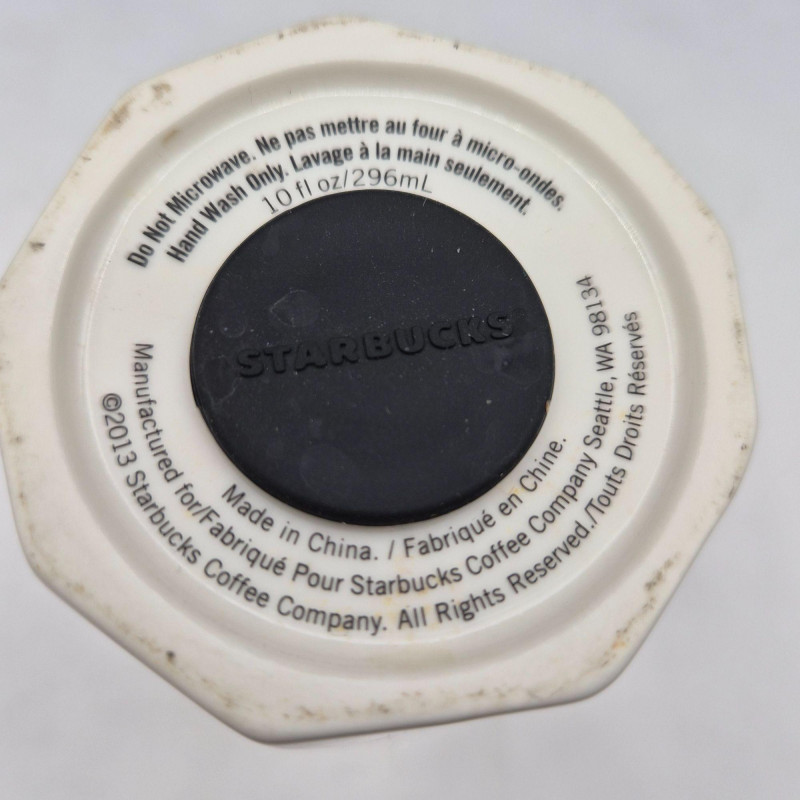 Do Not Microwave. Ne pas mettre au four à micro-ondes.
Hand Wash Only. Lavage à la main seulement.
10 fl oz/296mL
STARBUCKS
Made in China. / Fabriqué en Chine.
Manufactured for/Fabriqué Pour Starbucks Coffee Company Seattle, WA 98134
©2013 Starbucks Coffee Company. All Rights Reserved./Touts Droits Réservés